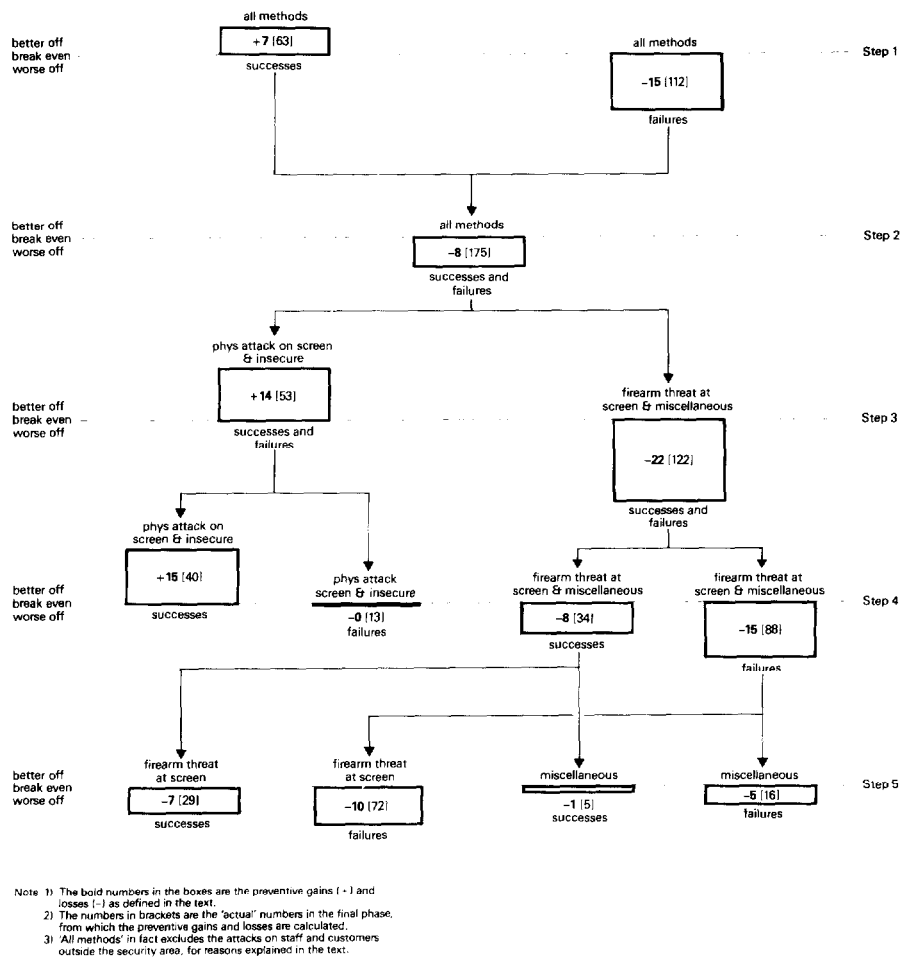 all methods
+7 [63]
successes
better off
break even
worse off
all methods
-15 [112]
failures
Step 1
better off
break even
worse off
all methods
-8 [175]
successes and
failures
Step 2
phys attack on screen
& insecure
+14 [53]
successes and
failures
better off
break even
worse off
firearm threat at
screen & miscellaneous
-22 [122]
successes and
failures
Step 3
phys attack on
screen & insecure
+15 [40]
successes
better off
break even
worse off
phys attack
screen & insecure
-0 [13]
failures
firearm threat at
screen & miscellaneous
-8 [34]
successes
firearm threat at
screen & miscellaneous
-15 [88]
failures
Step 4
better off
break even
worse off
firearm threat
at screen
-7 [29]
successes
firearm threat
at screen
-10 [72]
failures
miscellaneous
-1 [5]
successes
miscellaneous
-5 [16]
failures
Step 5
Note 1) The bold numbers in the boxes are the preventive gains (+) and
losses (-) as defined in the text.
2) The numbers in brackets are the 'actual' numbers in the final phase,
from which the preventive gains and losses are calculated.
3) 'All methods' in fact excludes the attacks on staff and customers
outside the security area, for reasons explained in the text.